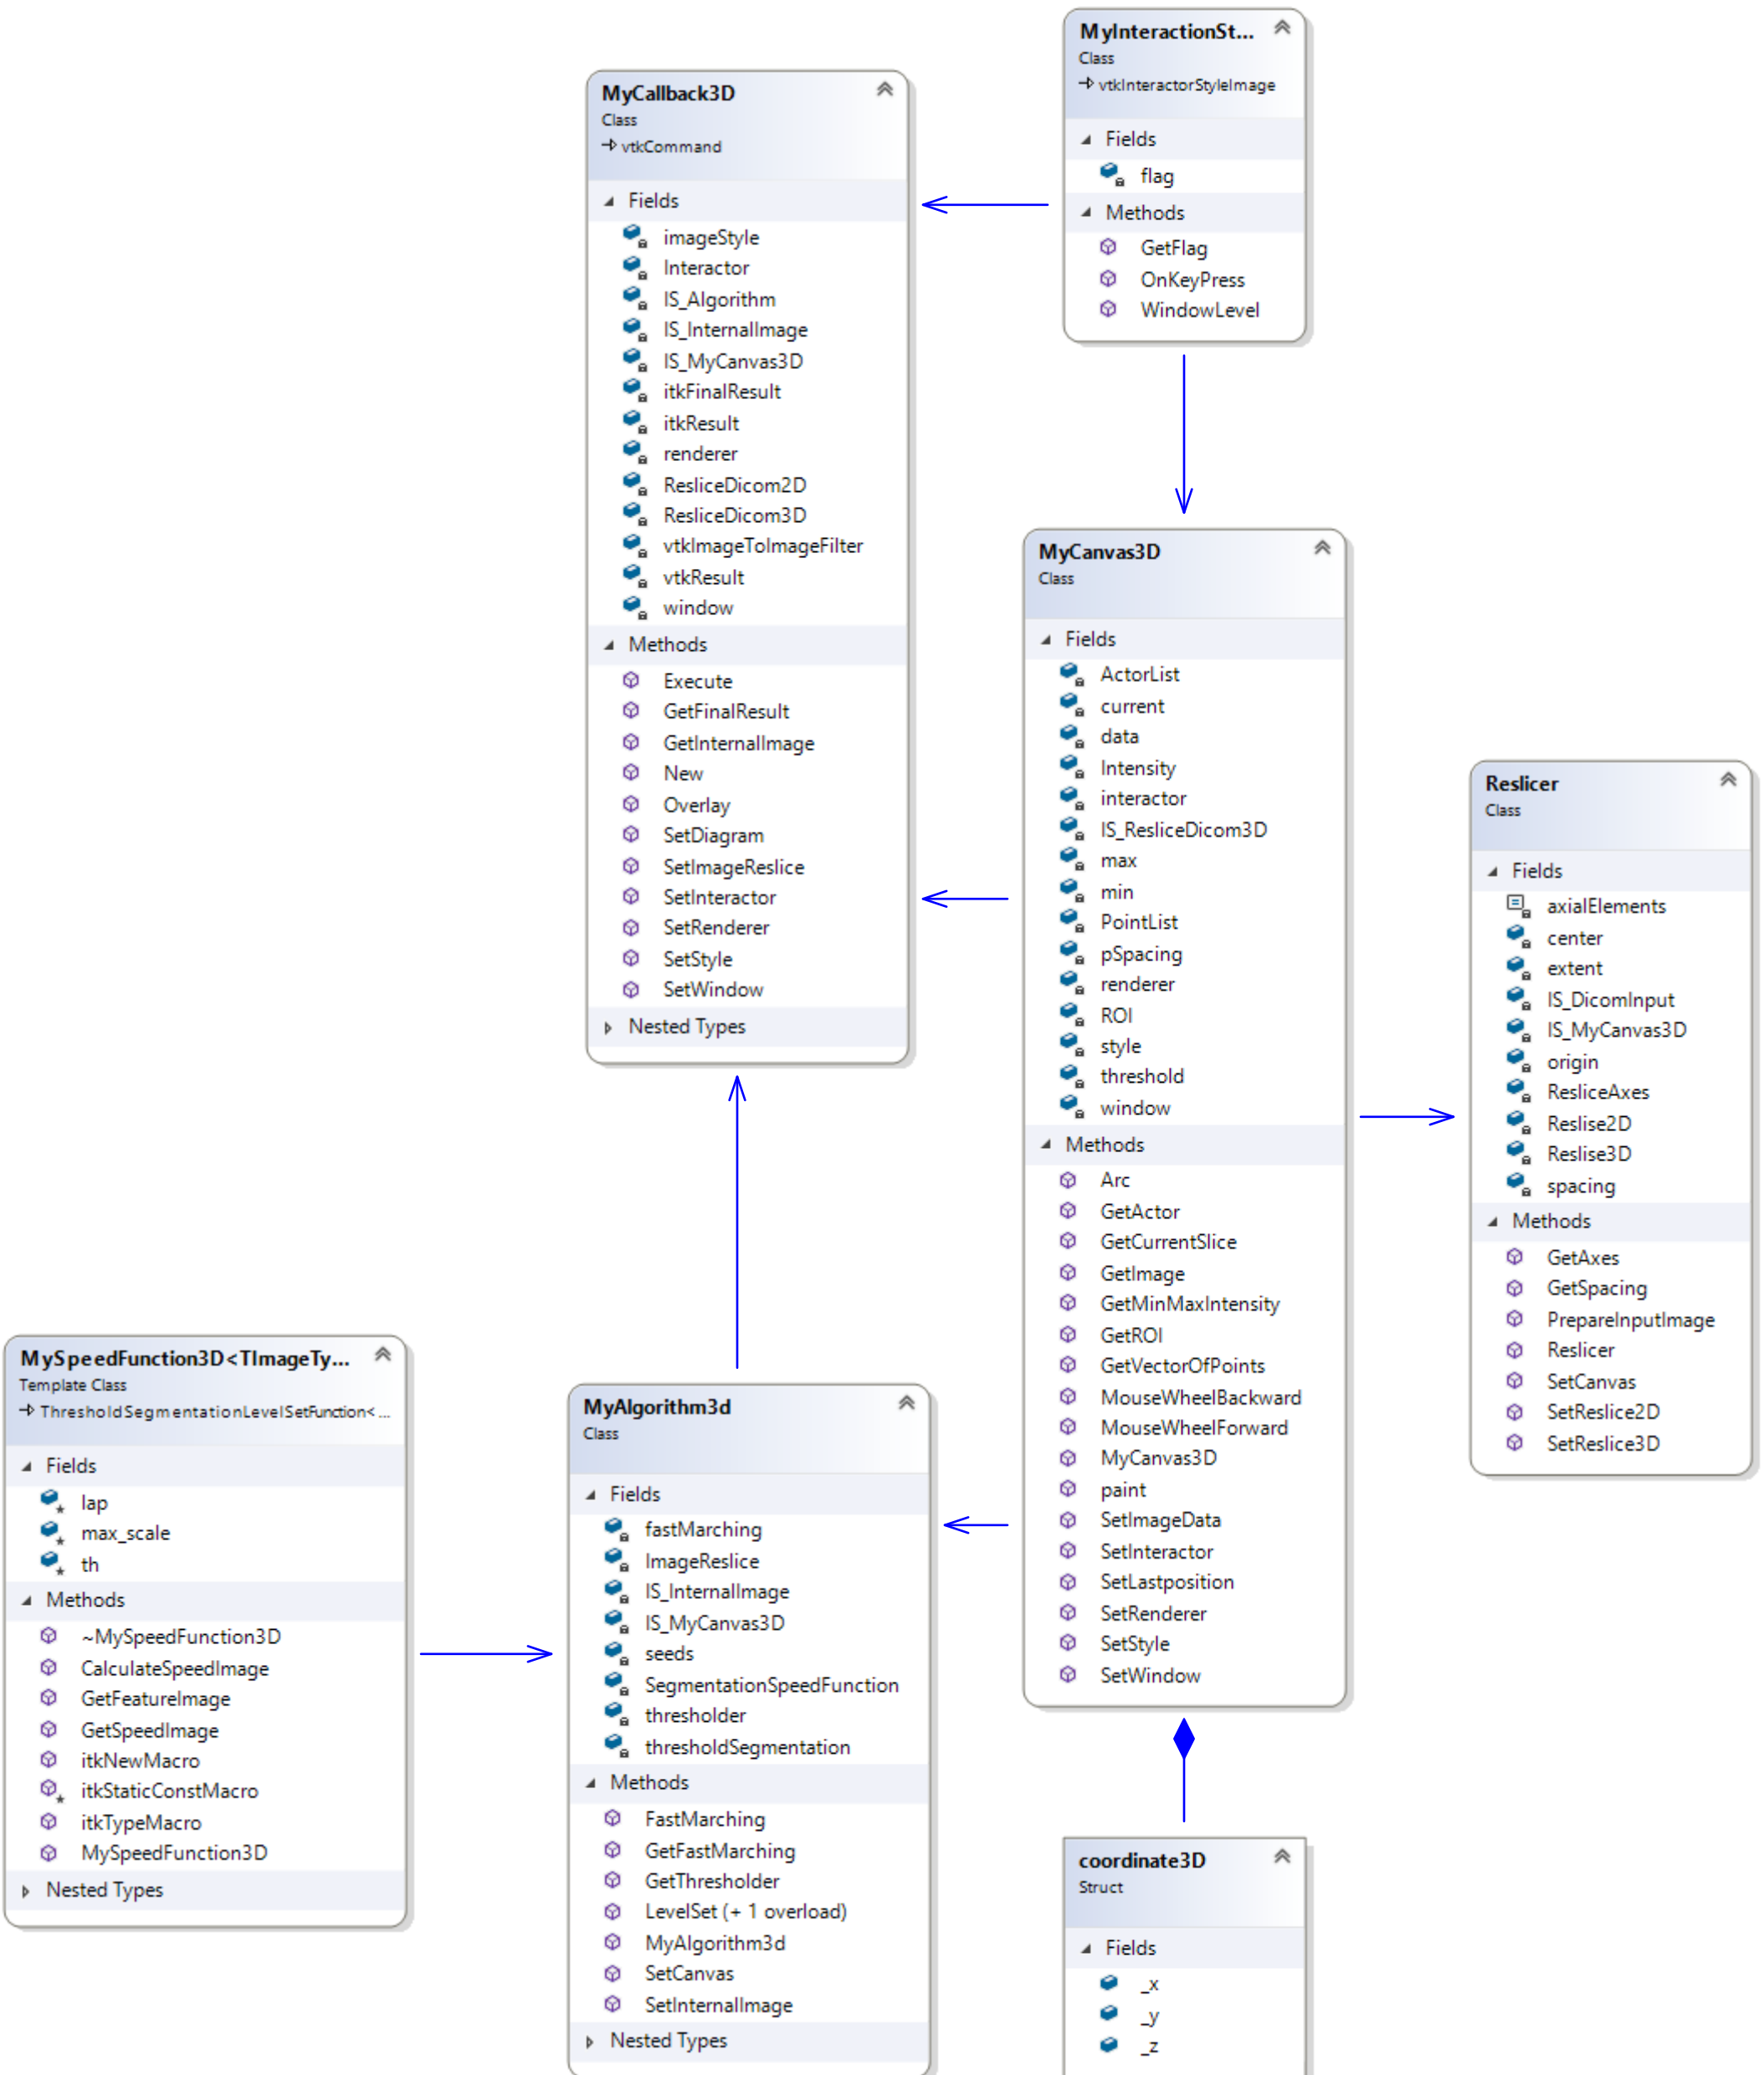 MyInteractionSt...
Class
vtkInteractorStyleImage
Fields
flag
Methods
GetFlag
OnKeyPress
WindowLevel
MyCallback3D
Class
vtkCommand
Fields
imageStyle
Interactor
IS_Algorithm
IS_InternalImage
IS_MyCanvas3D
itkFinalResult
itkResult
renderer
ResliceDicom2D
ResliceDicom3D
vtkImageToImageFilter
vtkResult
window
Methods
Execute
GetFinalResult
GetInternalImage
New
Overlay
SetDiagram
SetImageReslice
SetInteractor
SetRenderer
SetStyle
SetWindow
Nested Types
MyCanvas3D
Class
Fields
ActorList
current
data
Intensity
interactor
IS_ResliceDicom3D
max
min
PointList
pSpacing
renderer
ROI
style
threshold
window
Methods
Arc
GetActor
GetCurrentSlice
GetImage
GetMinMaxIntensity
GetROI
GetVectorOfPoints
MouseWheelBackward
MouseWheelForward
MyCanvas3D
paint
SetImageData
SetInteractor
SetLastposition
SetRenderer
SetStyle
SetWindow
Reslicer
Class
Fields
axialElements
center
extent
IS_DicomInput
IS_MyCanvas3D
origin
ResliceAxes
Reslise2D
Reslise3D
spacing
Methods
GetAxes
GetSpacing
PrepareInputImage
Reslicer
SetCanvas
SetReslice2D
SetReslice3D
MySpeedFunction3D<TImageTy...
Template Class
ThresholdSegmentationLevelSetFunction<...
Fields
lap
max_scale
th
Methods
~MySpeedFunction3D
CalculateSpeedImage
GetFeatureImage
GetSpeedImage
itkNewMacro
itkStaticConstMacro
itkTypeMacro
MySpeedFunction3D
Nested Types
MyAlgorithm3d
Class
Fields
fastMarching
ImageReslice
IS_InternalImage
IS_MyCanvas3D
seeds
SegmentationSpeedFunction
thresholder
thresholdSegmentation
Methods
FastMarching
GetFastMarching
GetThresholder
LevelSet (+ 1 overload)
MyAlgorithm3d
SetCanvas
SetInternalImage
Nested Types
coordinate3D
Struct
Fields
_x
_y
_z